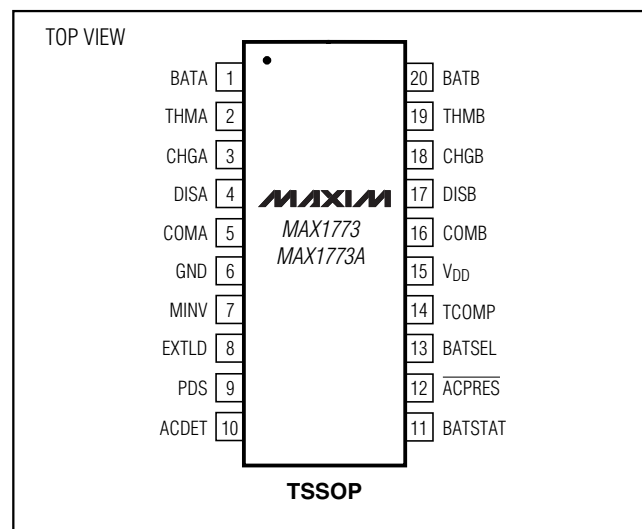 TOP VIEW
BATA 1 20 BATB
THMA 2 19 THMB
CHGA 3 18 CHGB
DISA 4 17 DISB
MAXIM
COMA 5 MAX1773 16 COMB
MAX1773A
GND 6 15 VDD
MINV 7 14 TCOMP
EXTLD 8 13 BATSEL
PDS 9 12 ACPRES
ACDET 10 11 BATSTAT
TSSOP